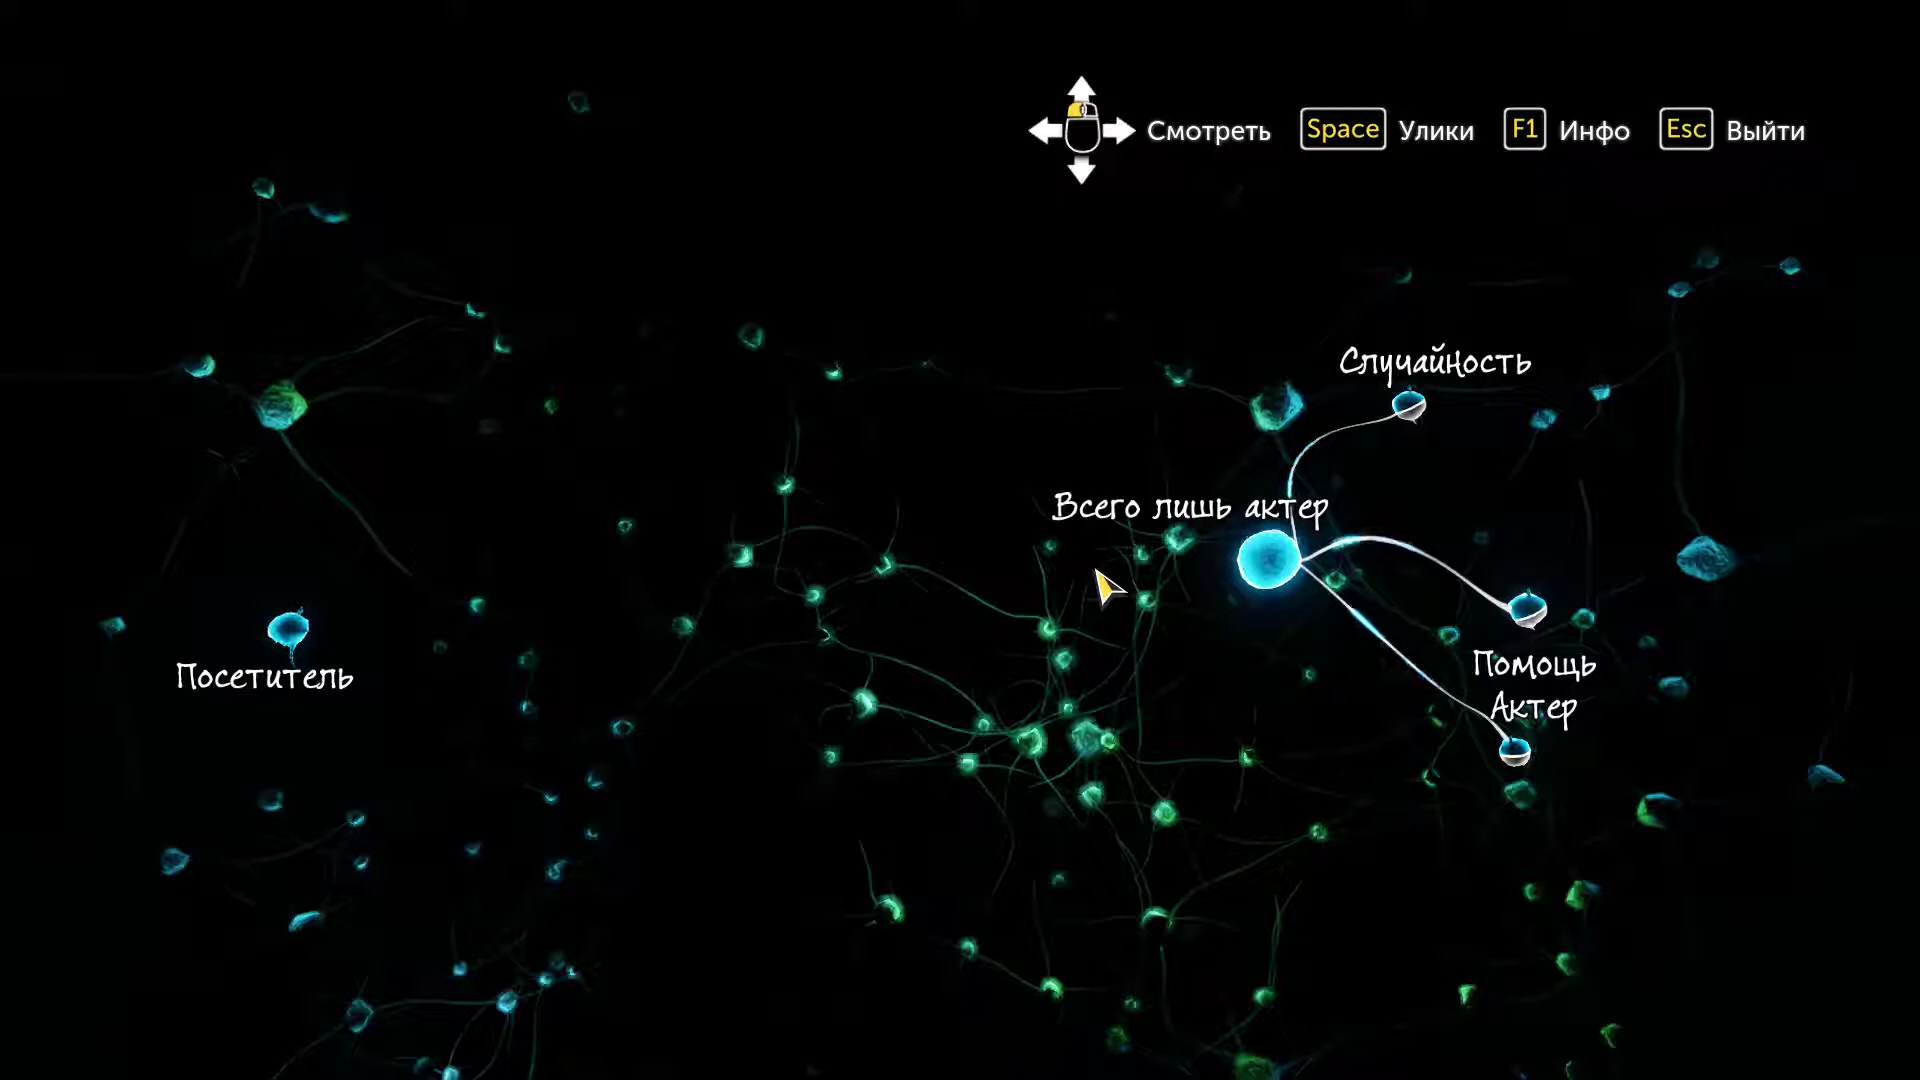 Смотреть Space Улики F1 Инфо Esc Выйти
Случайность
Всего лишь актер
Посетитель
Помощь
Актер